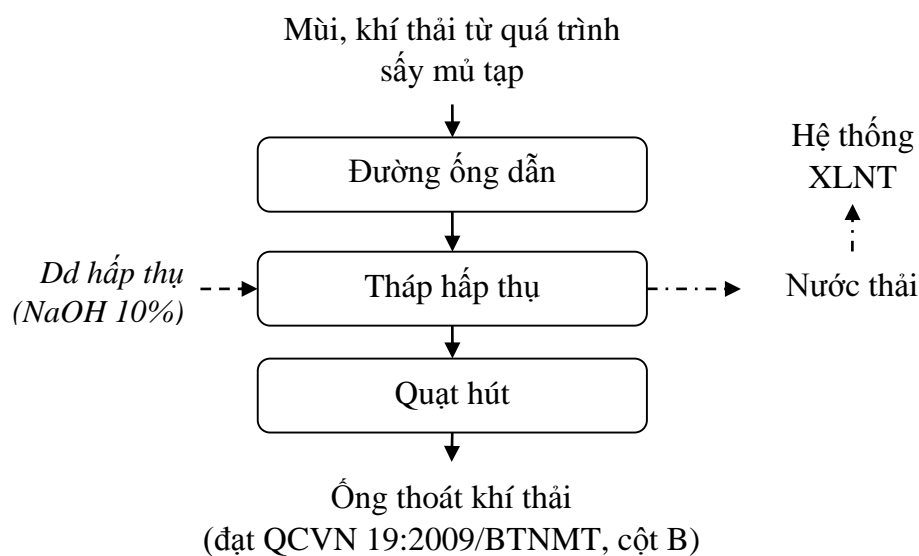 Mùi, khí thải từ quá trình
sấy mủ tạp
Đường ống dẫn
Hệ thống
XLNT
Dd hấp thụ
(NaOH 10%)
Tháp hấp thụ
Nước thải
Quạt hút
Ống thoát khí thải
(đạt QCVN 19:2009/BTNMT, cột B)